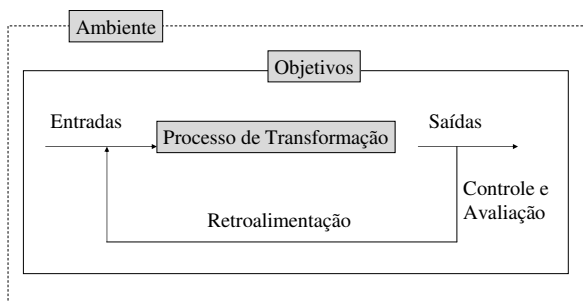 Ambiente
Objetivos
Entradas
Processo de Transformação
Saídas
Controle e
Avaliação
Retroalimentação